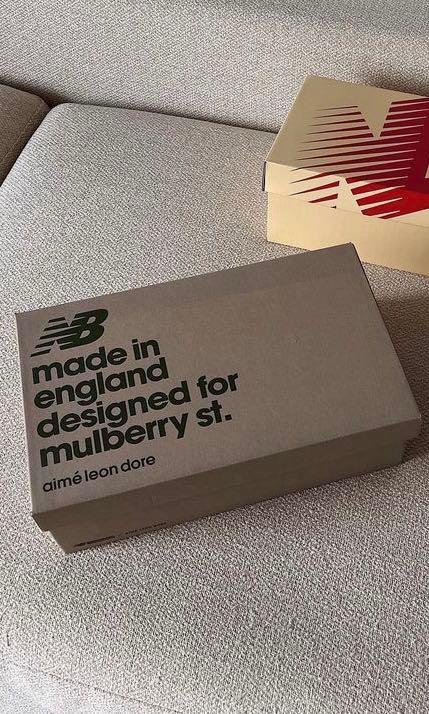 NB
made in
england
designed for
mulberry st.
aimé leon dore